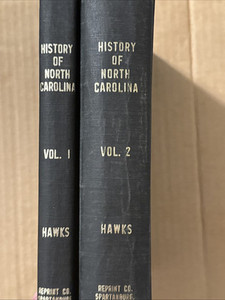 HISTORY
OF
NORTH
CAROLINA
VOL. 1
HAWKS
REPRINT CO.
SPARTANBURG,
HISTORY
OF
NORTH
CAROLINA
VOL. 2
HAWKS
REPRINT CO.
SPARTANBURG,